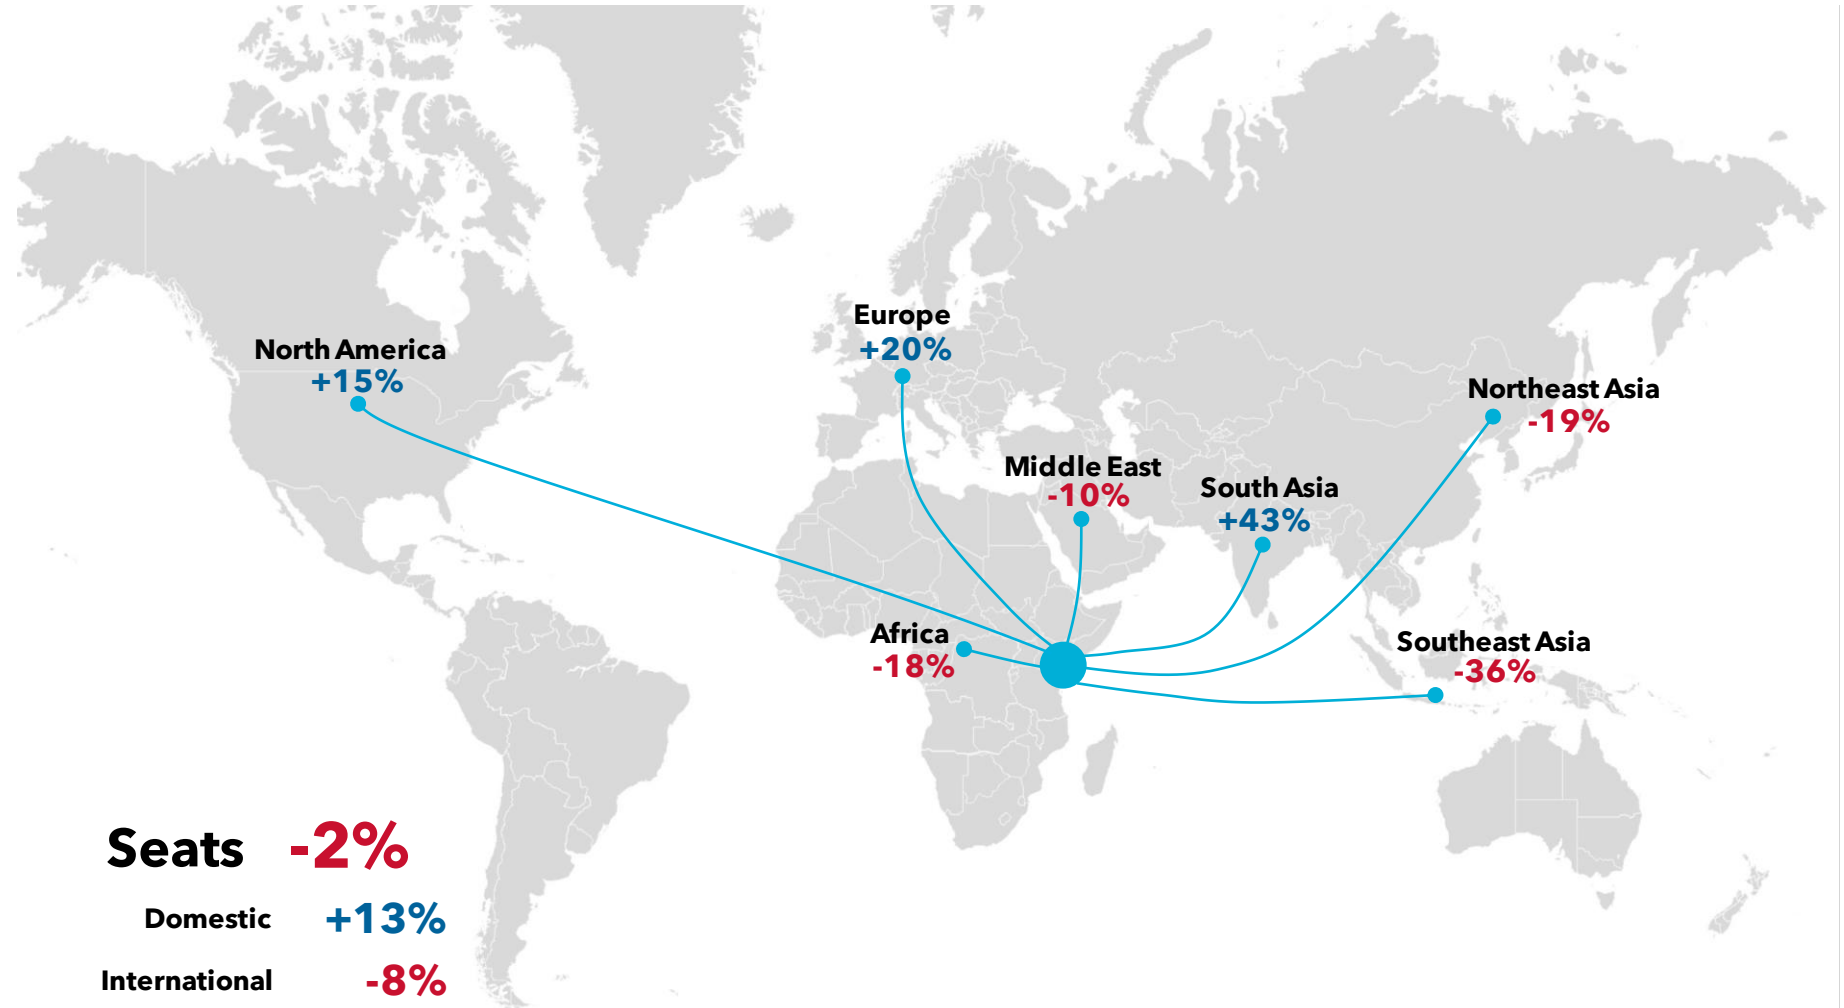 Europe
+20%
North America
+15%
Northeast Asia
-19%
Middle East
-10%
South Asia
+43%
Africa
-18%
Southeast Asia
-36%
Seats -2%
Domestic +13%
International -8%